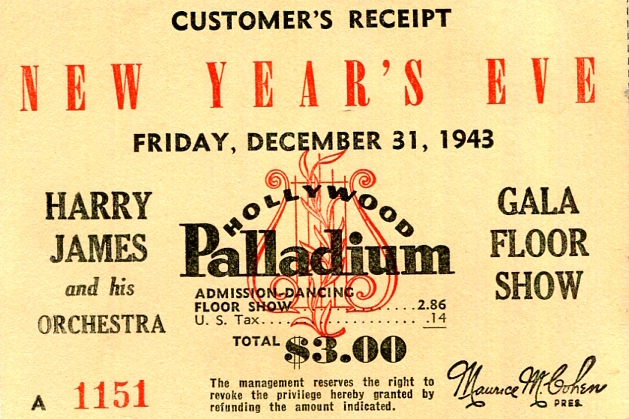 CUSTOMER'S RECEIPT
NEW YEAR'S EVE
FRIDAY, DECEMBER 31, 1943
HARRY
JAMES
and his
ORCHESTRA
HOLLYWOOD
Palladium
ADMISSION-DANCING
FLOOR SHOW..............2.86
U. S. Tax......................14
TOTAL $3.00
GALA
FLOOR
SHOW
A 1151
The management reserves the right to
revoke the privilege hereby granted by
refunding the amount indicated.
Maurice M. Cohen
PRES.